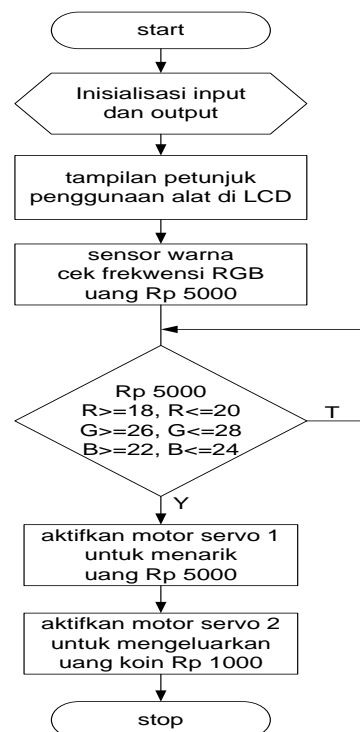 start
Inisialisasi input
dan output
tampilan petunjuk
penggunaan alat di LCD
sensor warna
cek frekwensi RGB
uang Rp 5000
Rp 5000
R>=18, R<=20
G>=26, G<=28
B>=22, B<=24
T
Y
aktifkan motor servo 1
untuk menarik
uang Rp 5000
aktifkan motor servo 2
untuk mengeluarkan
uang koin Rp 1000
stop